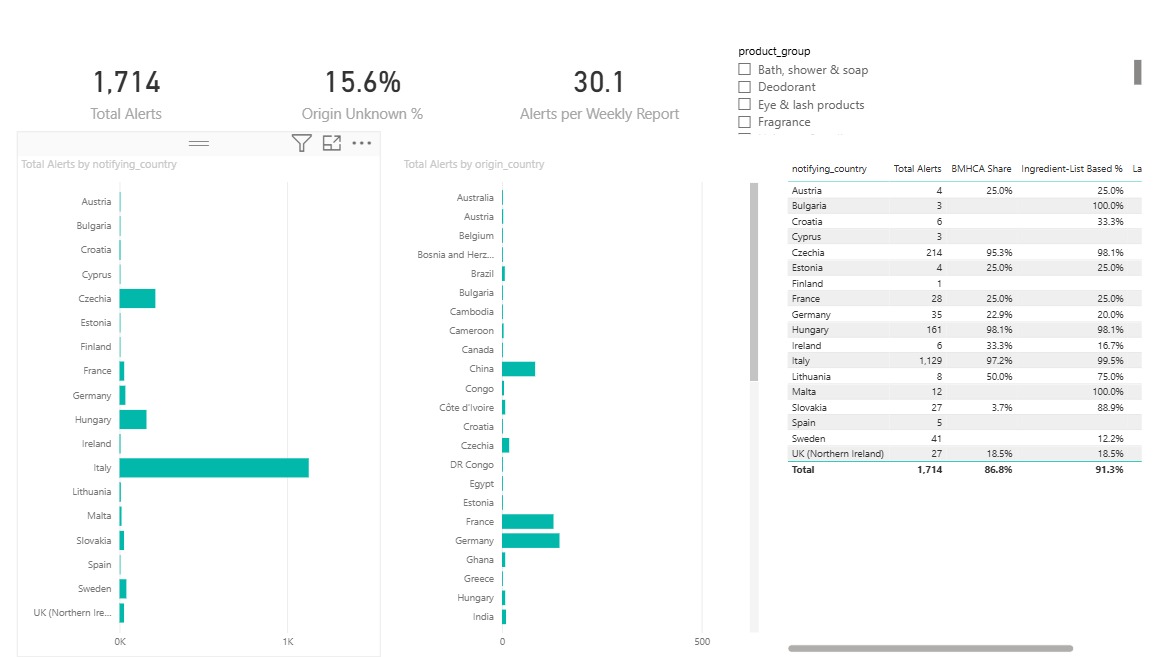 product_group
Bath, shower & soap
Deodorant
Eye & lash products
Fragrance
1,714
Total Alerts
15.6%
Origin Unknown %
30.1
Alerts per Weekly Report
Total Alerts by notifying_country
Austria
Bulgaria
Croatia
Cyprus
Czechia
Estonia
Finland
France
Germany
Hungary
Ireland
Italy
Lithuania
Malta
Slovakia
Spain
Sweden
UK (Northern Ire...
0K 1K
Total Alerts by origin_country
Australia
Austria
Belgium
Bosnia and Herz...
Brazil
Bulgaria
Cambodia
Cameroon
Canada
China
Congo
Côte d'Ivoire
Croatia
Czechia
DR Congo
Egypt
Estonia
France
Germany
Ghana
Greece
Hungary
India
0 500
notifying_country Total Alerts BMHCA Share Ingredient-List Based % La
Austria 4 25.0% 25.0%
Bulgaria 3 100.0%
Croatia 6 33.3%
Cyprus 3
Czechia 214 95.3% 98.1%
Estonia 4 25.0% 25.0%
Finland 1
France 28 25.0% 25.0%
Germany 35 22.9% 20.0%
Hungary 161 98.1% 98.1%
Ireland 6 33.3% 16.7%
Italy 1,129 97.2% 99.5%
Lithuania 8 50.0% 75.0%
Malta 12 100.0%
Slovakia 27 3.7% 88.9%
Spain 5
Sweden 41 12.2%
UK (Northern Ireland) 27 18.5% 18.5%
Total 1,714 86.8% 91.3%